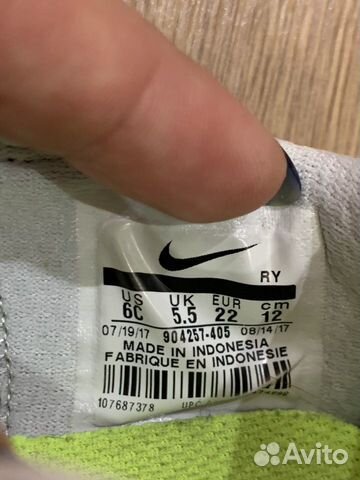 RY
US UK EUR cm
6C 5.5 22 12
07/19/17 904257-405 08/14/17
MADE IN INDONESIA
FABRIQUE EN INDONESIE
107687378 UPC
Avito